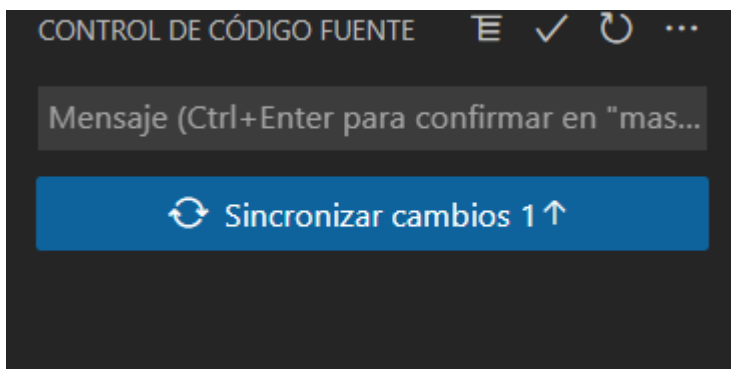 CONTROL DE CÓDIGO FUENTE
Mensaje (Ctrl+Enter para confirmar en "mas...
Sincronizar cambios 1↑